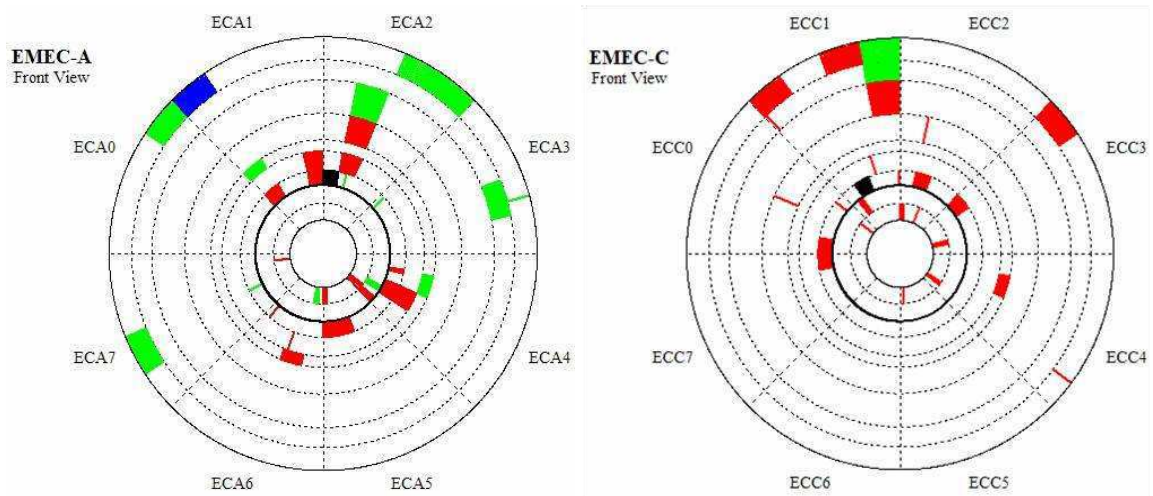 ECA1 ECA2
EMEC-A
Front View
ECA0 ECA3
ECA7 ECA4
ECA6 ECA5
ECC1 ECC2
EMEC-C
Front View
ECC0 ECC3
ECC7 ECC4
ECC6 ECC5